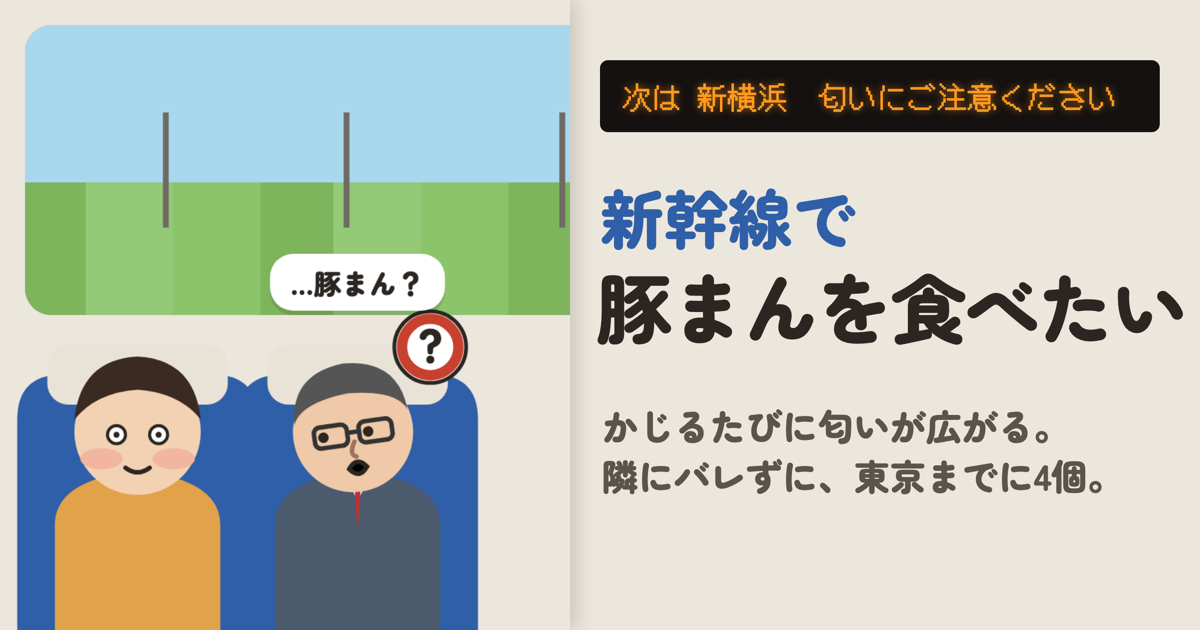 …豚まん？
?
次は 新横浜　匂いにご注意ください
新幹線で
豚まんを食べたい
かじるたびに匂いが広がる。
隣にバレずに、東京までに4個。